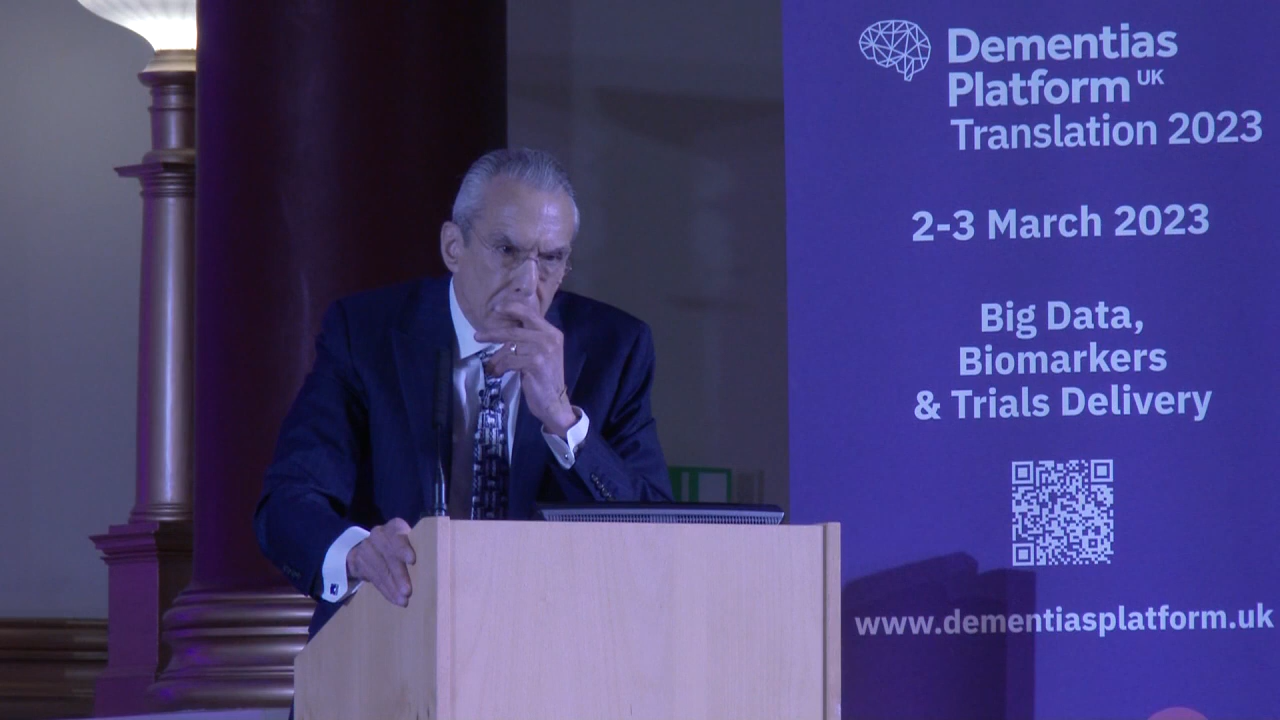 Dementias
Platform UK
Translation 2023
2-3 March 2023
Big Data,
Biomarkers
& Trials Delivery
www.dementiasplatform.uk